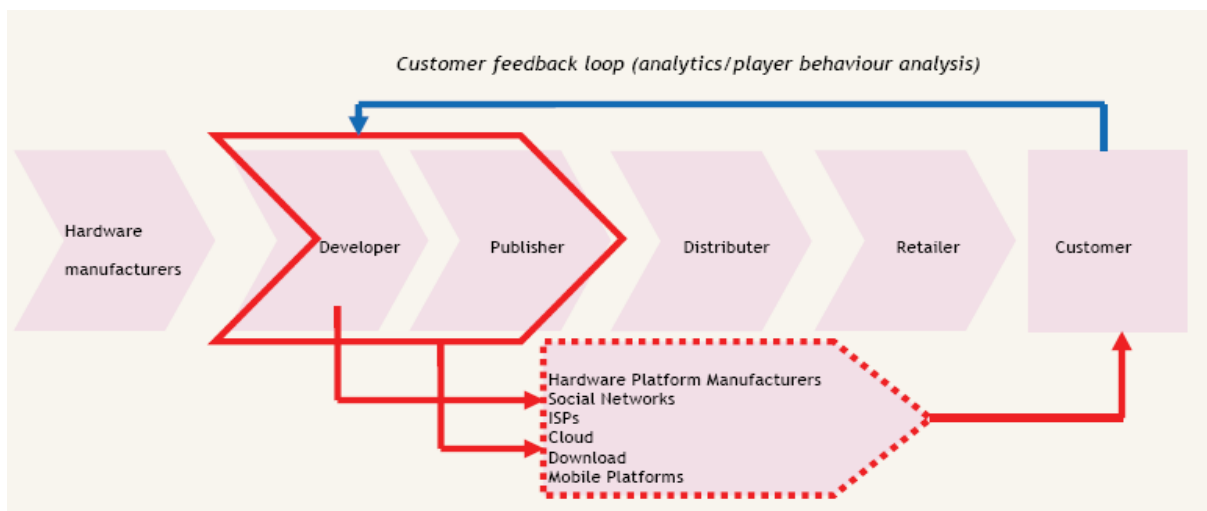 Customer feedback loop (analytics/player behaviour analysis)
Hardware
manufacturers
Developer
Publisher
Distributer
Retailer
Customer
Hardware Platform Manufacturers
Social Networks
ISPs
Cloud
Download
Mobile Platforms